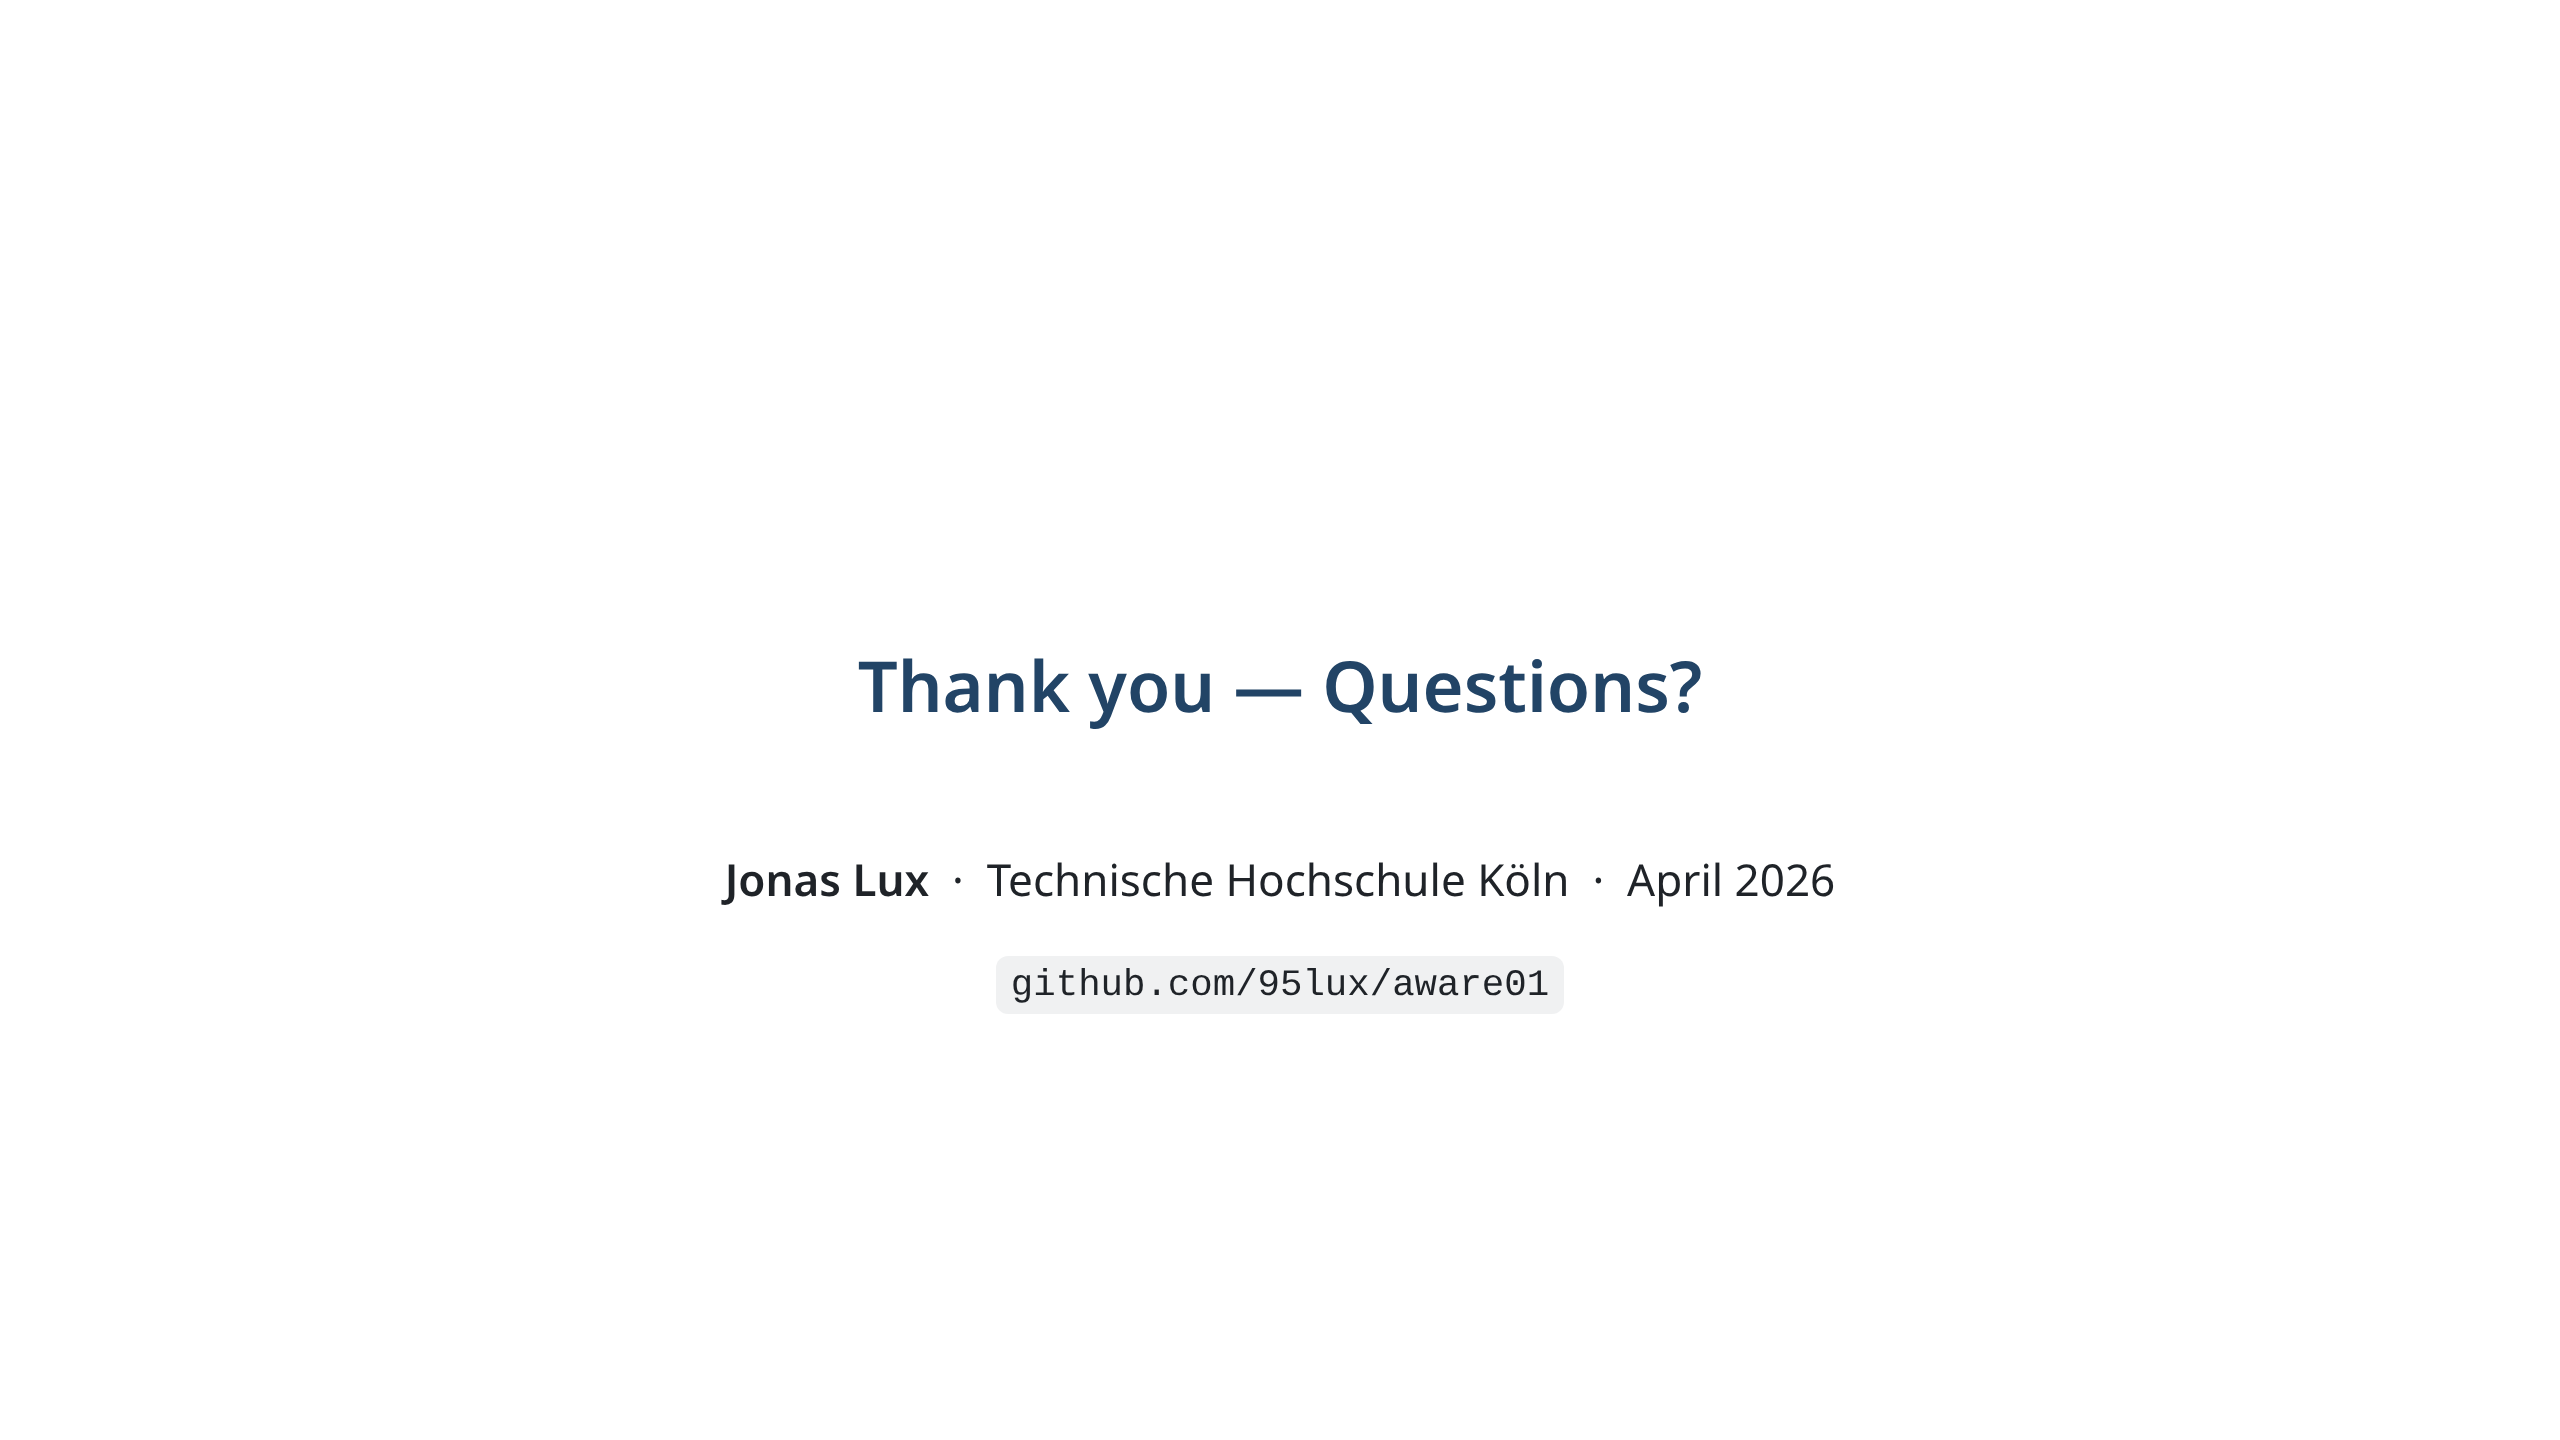 Thank you — Questions?
Jonas Lux · Technische Hochschule Köln · April 2026
github.com/95lux/aware01